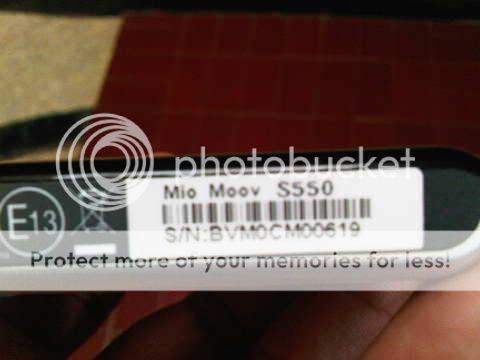 photobucket
Mio Moov S550
E13
S/N:BVM0CM00619
Protect more of your memories for less!